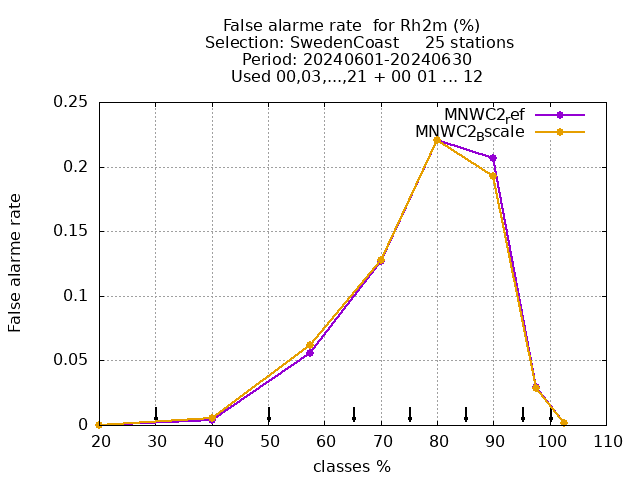 False alarme rate  for Rh2m (%)
Selection: SwedenCoast     25 stations
Period: 20240601-20240630
Used 00,03,...,21 + 00 01 ... 12
MNWC2ref
MNWC2Bscale
0.25
0.2
0.15
0.1
0.05
0
False alarme rate
20 30 40 50 60 70 80 90 100 110
classes %